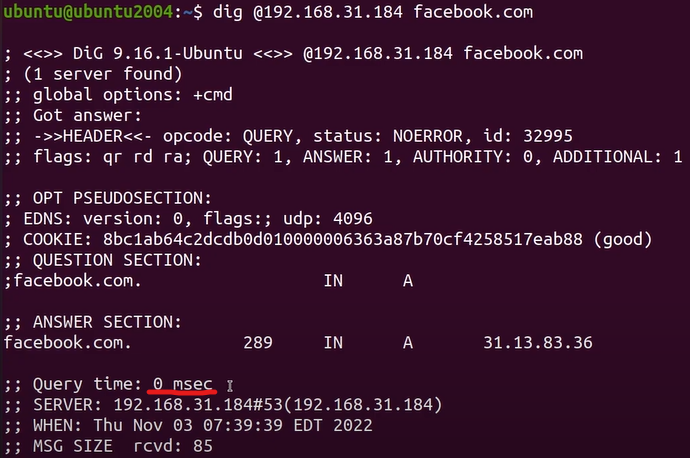 ubuntu@ubuntu2004:~$ dig @192.168.31.184 facebook.com
; <<>> DiG 9.16.1-Ubuntu <<>> @192.168.31.184 facebook.com
; (1 server found)
;; global options: +cmd
;; Got answer:
;; ->>HEADER<<- opcode: QUERY, status: NOERROR, id: 32995
;; flags: qr rd ra; QUERY: 1, ANSWER: 1, AUTHORITY: 0, ADDITIONAL: 1
;; OPT PSEUDOSECTION:
; EDNS: version: 0, flags:; udp: 4096
; COOKIE: 8bc1ab64c2dcdb0d010000006363a87b70cf4258517eab88 (good)
;; QUESTION SECTION:
;facebook.com. IN A
;; ANSWER SECTION:
facebook.com. 289 IN A 31.13.83.36
;; Query time: 0 msec
;; SERVER: 192.168.31.184#53(192.168.31.184)
;; WHEN: Thu Nov 03 07:39:39 EDT 2022
;; MSG SIZE rcvd: 85